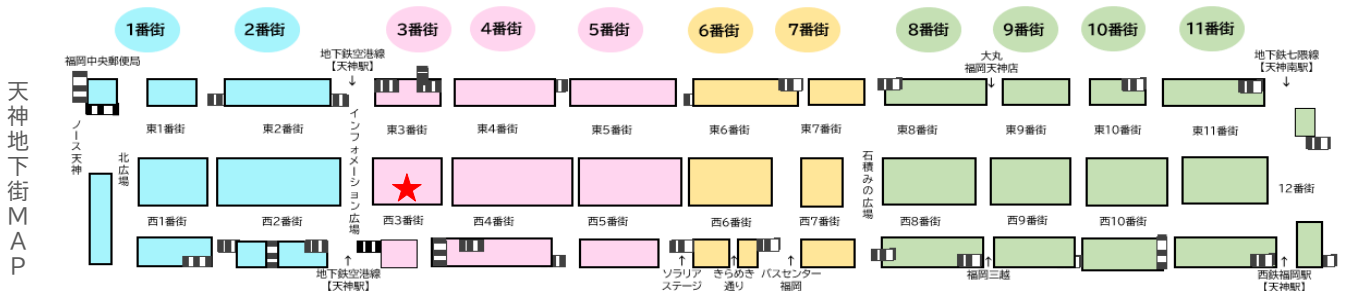 天神地下街MAP
1番街
2番街
3番街
4番街
5番街
6番街
7番街
8番街
9番街
10番街
11番街
福岡中央郵便局
地下鉄空港線
【天神駅】
↓
大丸
福岡天神店
↓
地下鉄七隈線
【天神南駅】
↓
ノース天神
東1番街
東2番街
東3番街
東4番街
東5番街
東6番街
東7番街
東8番街
東9番街
東10番街
東11番街
北広場
インフォメーション広場
石積みの広場
12番街
西1番街
西2番街
西3番街
西4番街
西5番街
西6番街
西7番街
西8番街
西9番街
西10番街
↑
地下鉄空港線
【天神駅】
↑
ソラリア
ステージ
↑
きらめき
通り
↑
バスセンター
福岡
↑
福岡三越
↑
西鉄福岡駅
【天神駅】